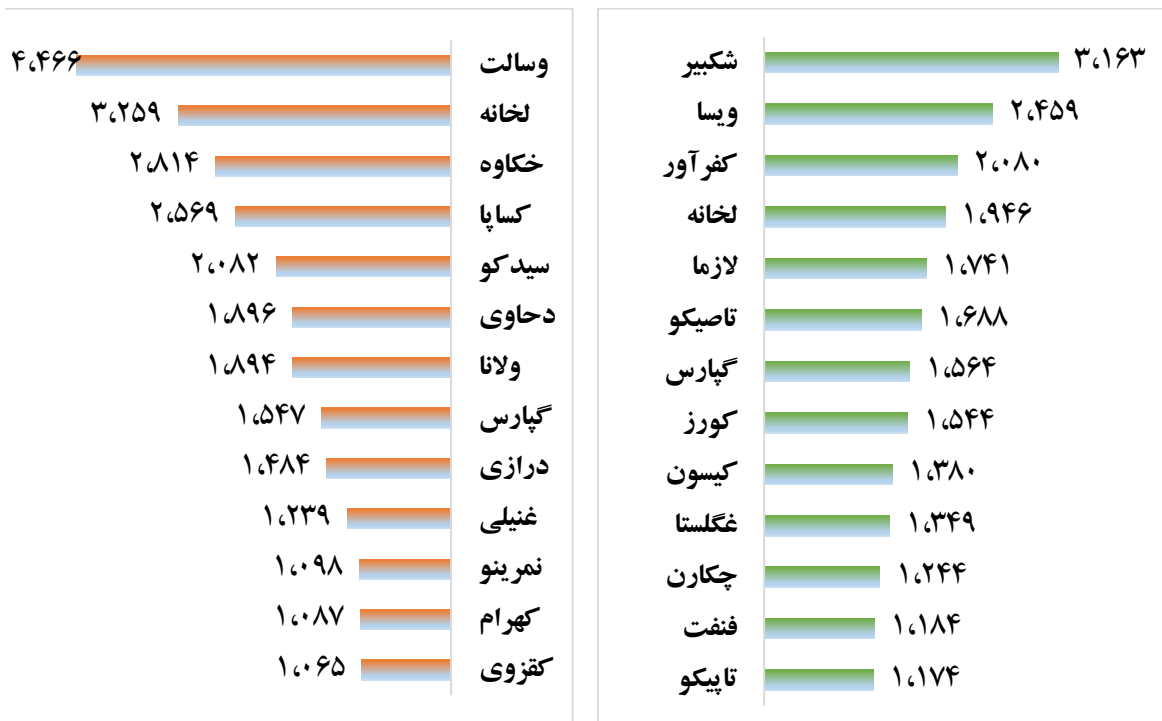 شکبیر ۳،۱۶۳
ویسا ۲،۴۵۹
کفرآور ۲،۰۸۰
لخانه ۱،۹۴۶
لازما ۱،۷۴۱
تاصیکو ۱،۶۸۸
گپارس ۱،۵۶۴
کورز ۱،۵۴۴
کیسون ۱،۳۸۰
غگلستا ۱،۳۴۹
چکارن ۱،۲۴۴
فنفت ۱،۱۸۴
تاپیکو ۱،۱۷۴
وسالت ۴،۴۶۶
لخانه ۳،۲۵۹
خکاوه ۲،۸۱۴
کساپا ۲،۵۶۹
سیدکو ۲،۰۸۲
دحاوی ۱،۸۹۶
ولانا ۱،۸۹۴
گپارس ۱،۵۴۷
درازی ۱،۴۸۴
غنیلی ۱،۲۳۹
نمرینو ۱،۰۹۸
کهرام ۱،۰۸۷
کقزوی ۱،۰۶۵